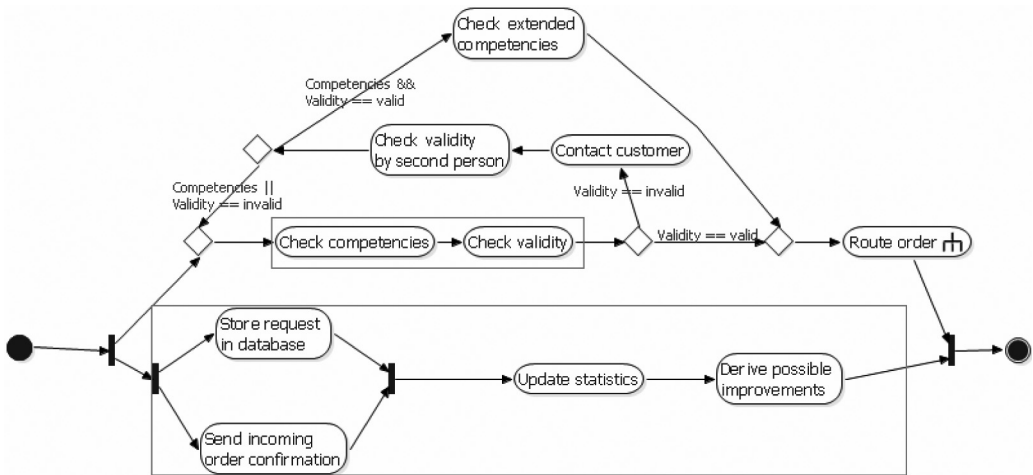 Check extended
competencies
Competencies &&
Validity == valid
Check validity
by second person
Contact customer
Competencies ||
Validity == invalid
Validity == invalid
Check competencies
Check validity
Validity == valid
Route order
Store request
in database
Update statistics
Derive possible
improvements
Send incoming
order confirmation